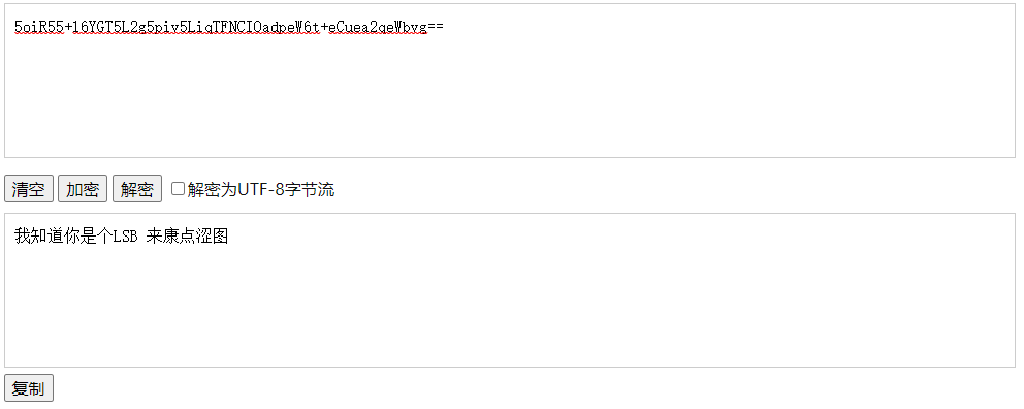 5oiR55+l6YGT5L2g5piv5LiqTFNCIOadpeW6t+eCuea2qeWbvg==
清空 加密 解密 解密为UTF-8字节流
我知道你是个LSB 来康点涩图
复制